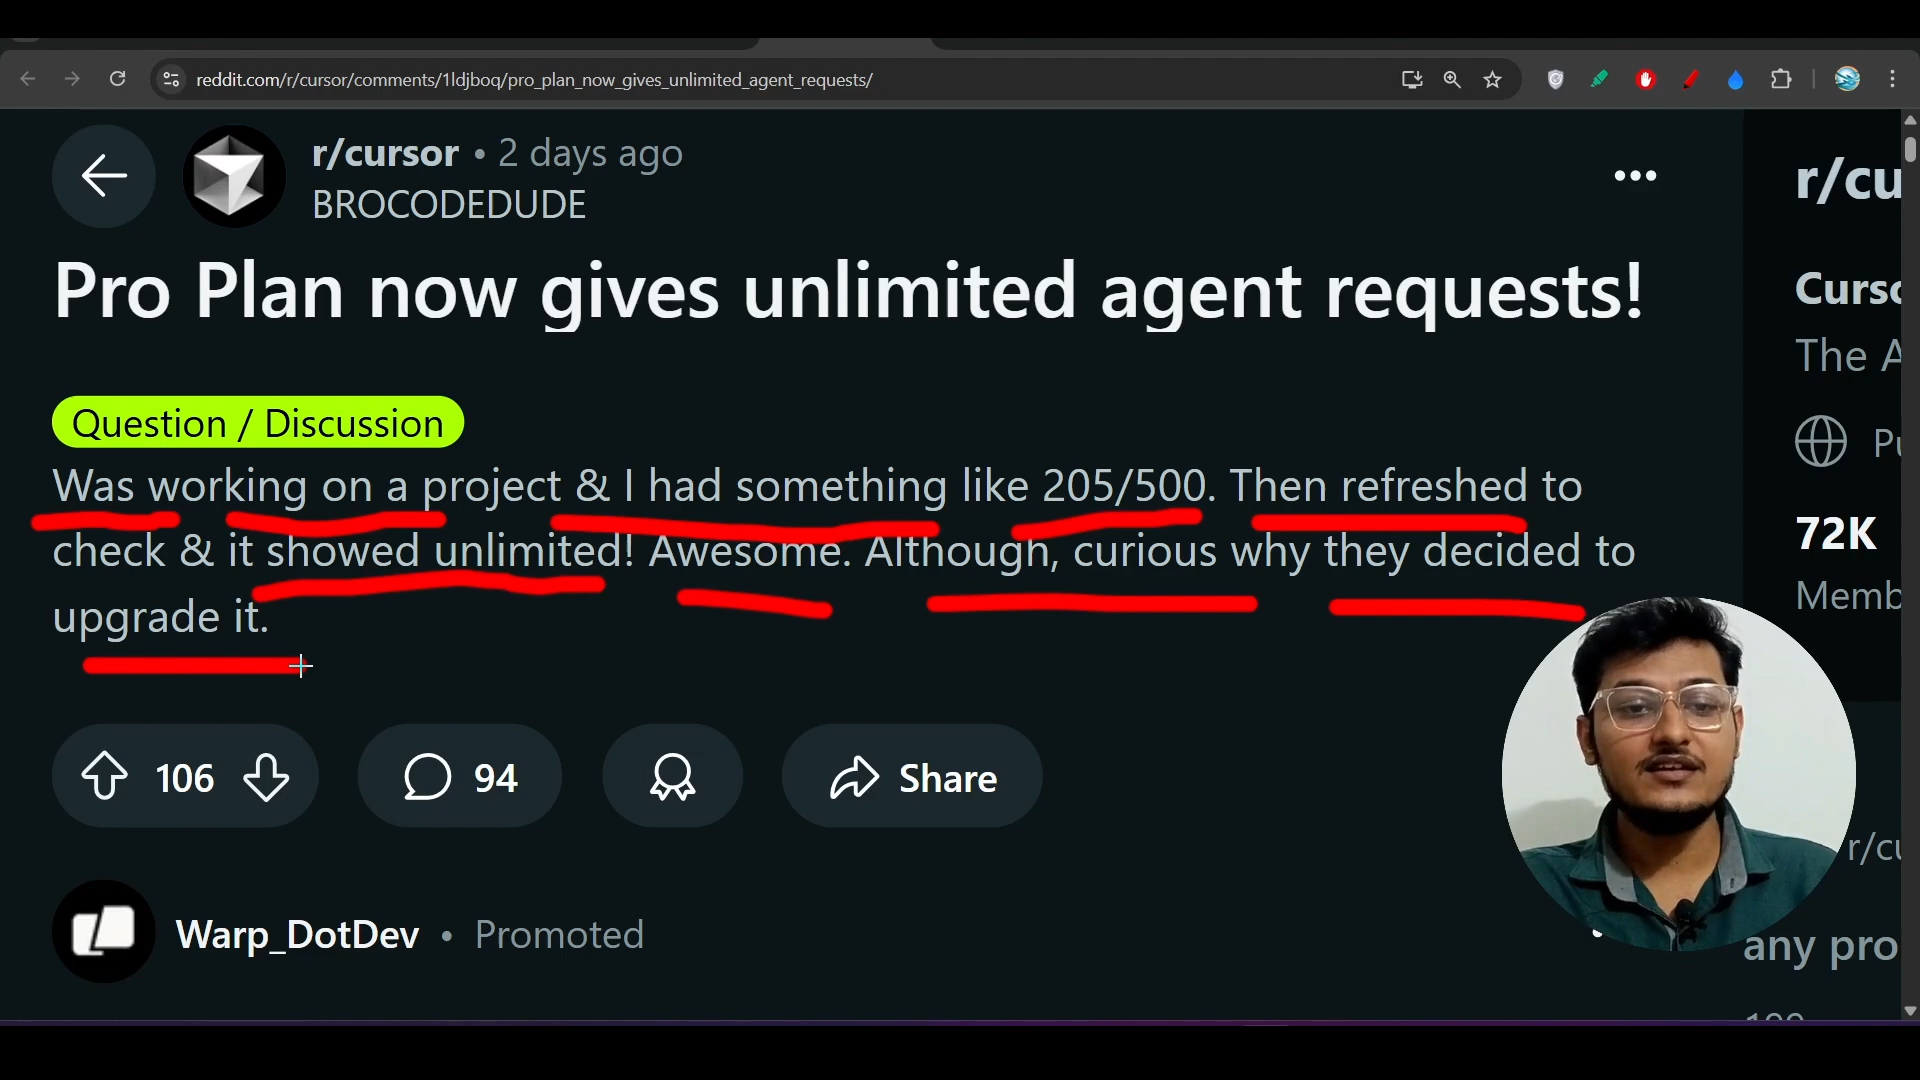 reddit.com/r/cursor/comments/1ldjboq/pro_plan_now_gives_unlimited_agent_requests/
r/cursor • 2 days ago
BROCODEDUDE
Pro Plan now gives unlimited agent requests!
Question / Discussion
Was working on a project & I had something like 205/500. Then refreshed to
check & it showed unlimited! Awesome. Although, curious why they decided to
upgrade it.
106
94
Share
Warp_DotDev • Promoted
r/cu
Curso
The A
Pu
72K
Memb
r/cu
any pro